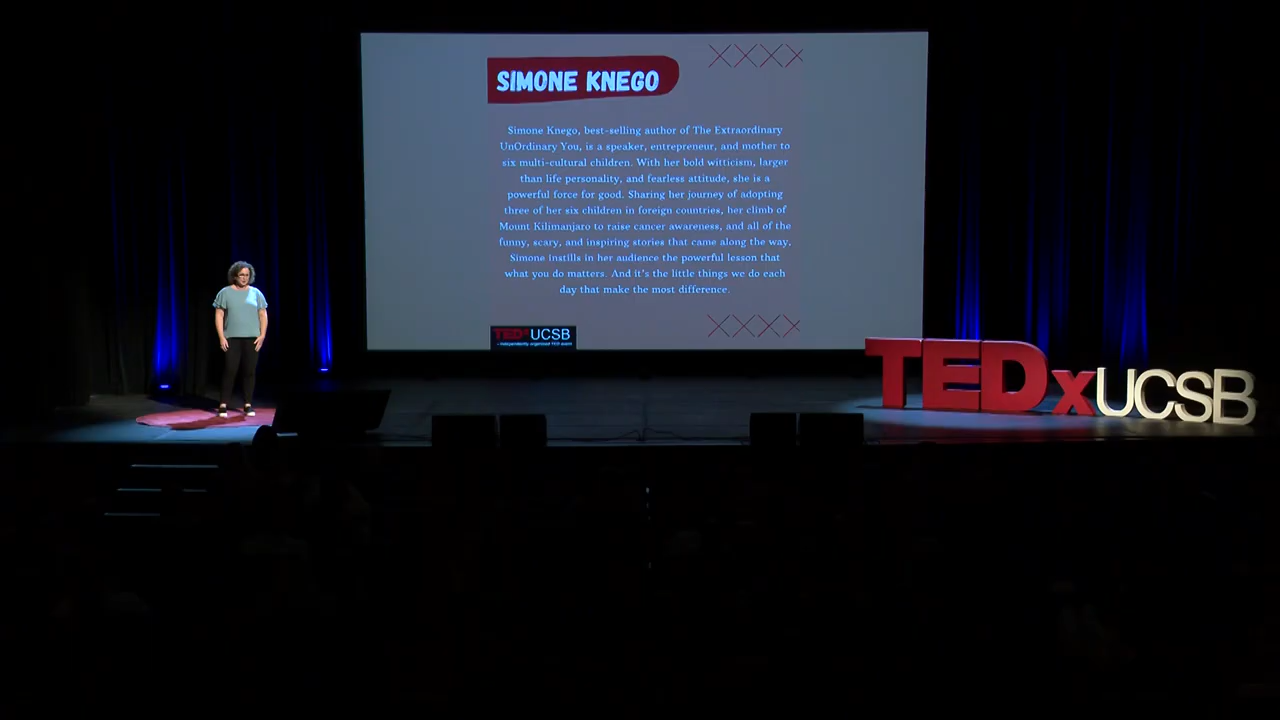 SIMONE KNEGO
Simone Knego, best-selling author of The Extraordinary
UnOrdinary You, is a speaker, entrepreneur, and mother to
six multi-cultural children. With her bold witticism, larger
than life personality, and fearless attitude, she is a
powerful force for good. Sharing her journey of adopting
three of her six children in foreign countries, her climb of
Mount Kilimanjaro to raise cancer awareness, and all of the
funny, scary, and inspiring stories that came along the way,
Simone instills in her audience the powerful lesson that
what you do matters. And it's the little things we do each
day that make the most difference.
TEDxUCSB
x = independently organized TED event
TEDxUCSB